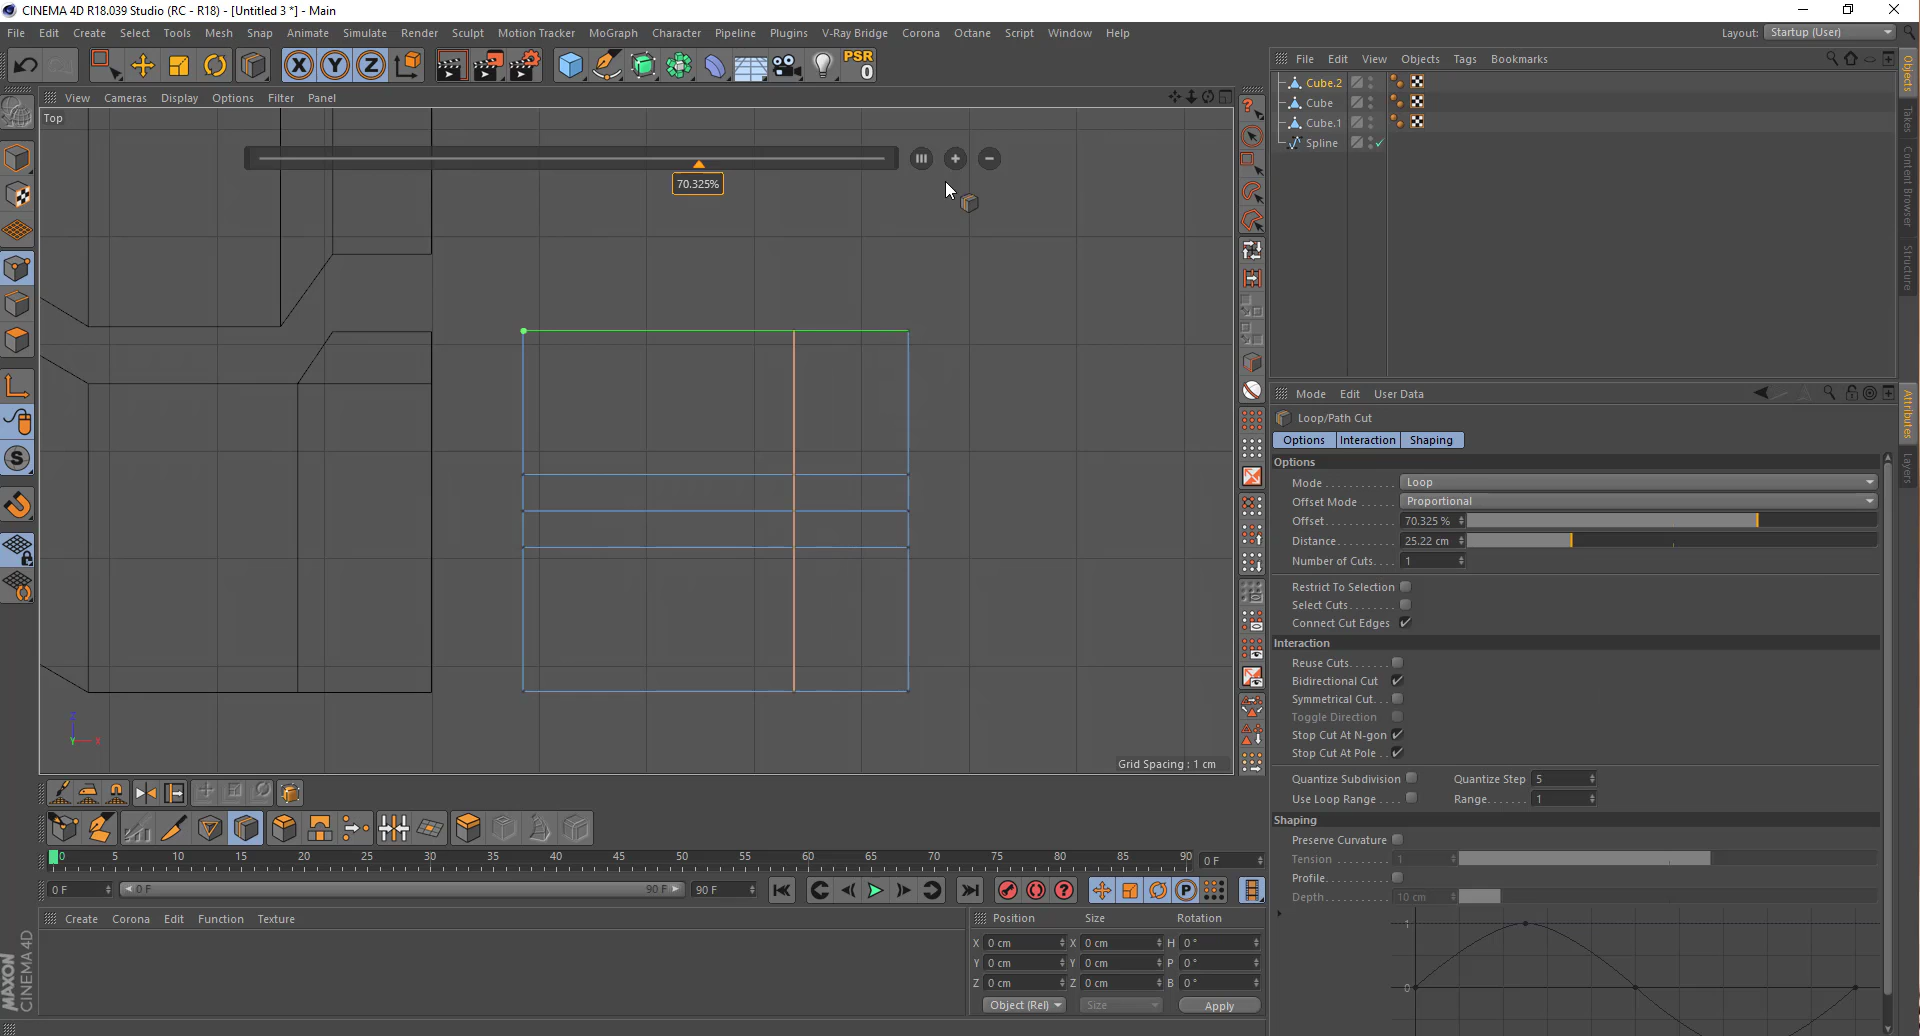 CINEMA 4D R18.039 Studio (RC - R18) - [Untitled 3 *] - Main
File Edit Create Select Tools Mesh Snap Animate Simulate Render Sculpt Motion Tracker MoGraph Character Pipeline Plugins V-Ray Bridge Corona Octane Script Window Help
Layout: Startup (User)
X Y Z PSR 0
View Cameras Display Options Filter Panel
Top
70.325%
Z
Y X
Grid Spacing : 1 cm
File Edit View Objects Tags Bookmarks
Cube.2
Cube
Cube.1
Spline
Objects
Takes
Content Browser
Structure
Mode Edit User Data
Loop/Path Cut
Options Interaction Shaping
Options
Mode Loop
Offset Mode Proportional
Offset 70.325 %
Distance 25.22 cm
Number of Cuts 1
Restrict To Selection
Select Cuts
Connect Cut Edges
Interaction
Reuse Cuts
Bidirectional Cut
Symmetrical Cut
Toggle Direction
Stop Cut At N-gon
Stop Cut At Pole
Quantize Subdivision Quantize Step 5
Use Loop Range Range 1
Shaping
Preserve Curvature
Tension 1
Profile
Depth 10 cm
1
0
Attributes
Layers
0 5 10 15 20 25 30 35 40 45 50 55 60 65 70 75 80 85 90 0 F
0 F 0 F 90 F 90 F
Create Corona Edit Function Texture
Position Size Rotation
X 0 cm X 0 cm H 0 °
Y 0 cm Y 0 cm P 0 °
Z 0 cm Z 0 cm B 0 °
Object (Rel) Size Apply
MAXON
CINEMA 4D